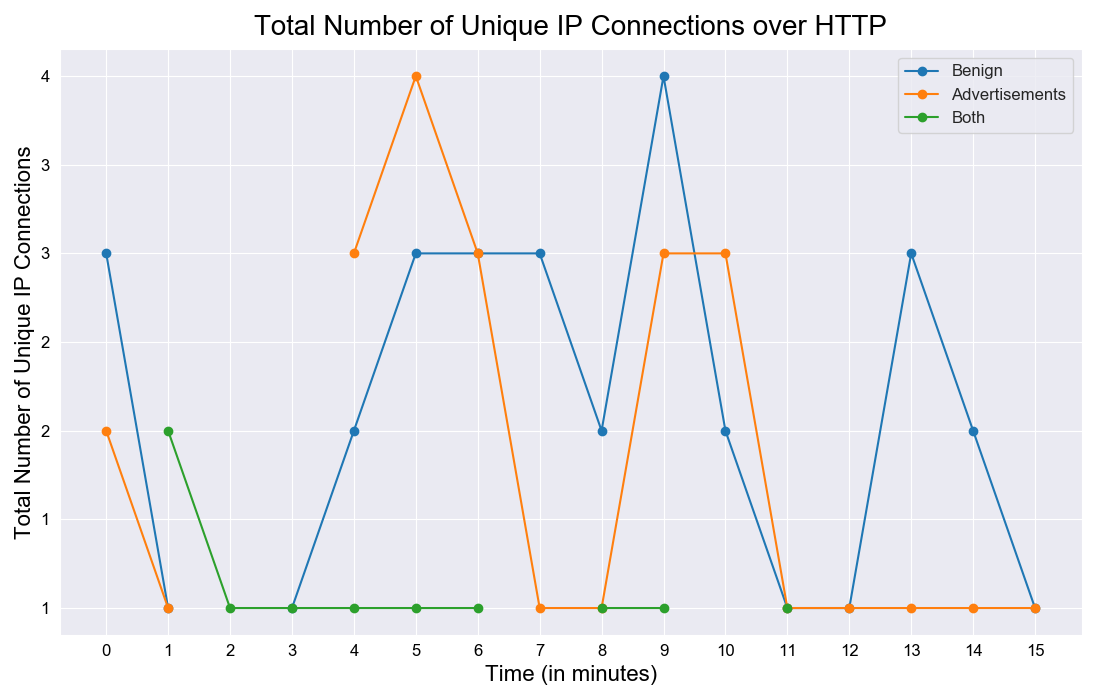 Total Number of Unique IP Connections over HTTP
Benign
Advertisements
Both
Total Number of Unique IP Connections
4
3
3
2
2
1
1
0 1 2 3 4 5 6 7 8 9 10 11 12 13 14 15
Time (in minutes)